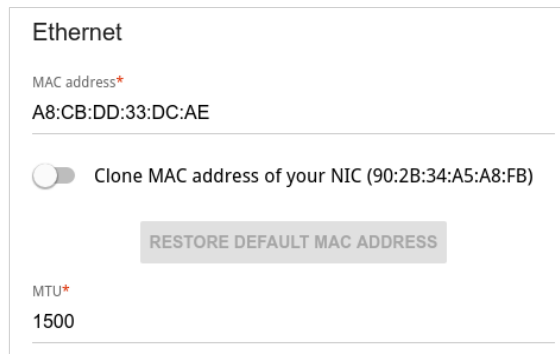 Ethernet
MAC address*
A8:CB:DD:33:DC:AE
Clone MAC address of your NIC (90:2B:34:A5:A8:FB)
RESTORE DEFAULT MAC ADDRESS
MTU*
1500